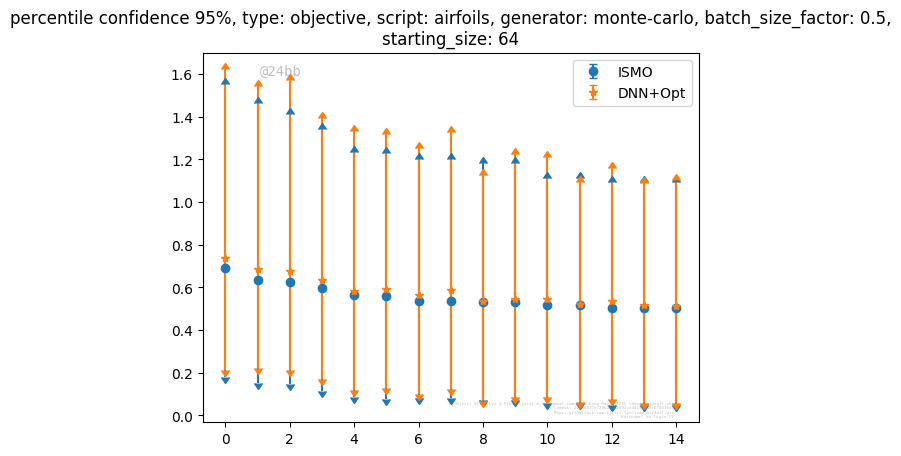 percentile confidence 95%, type: objective, script: airfoils, generator: monte-carlo, batch_size_factor: 0.5,
starting_size: 64
@24bb
ISMO
DNN+Opt
1.6
1.4
1.2
1.0
0.8
0.6
0.4
0.2
0.0
0 2 4 6 8 10 12 14